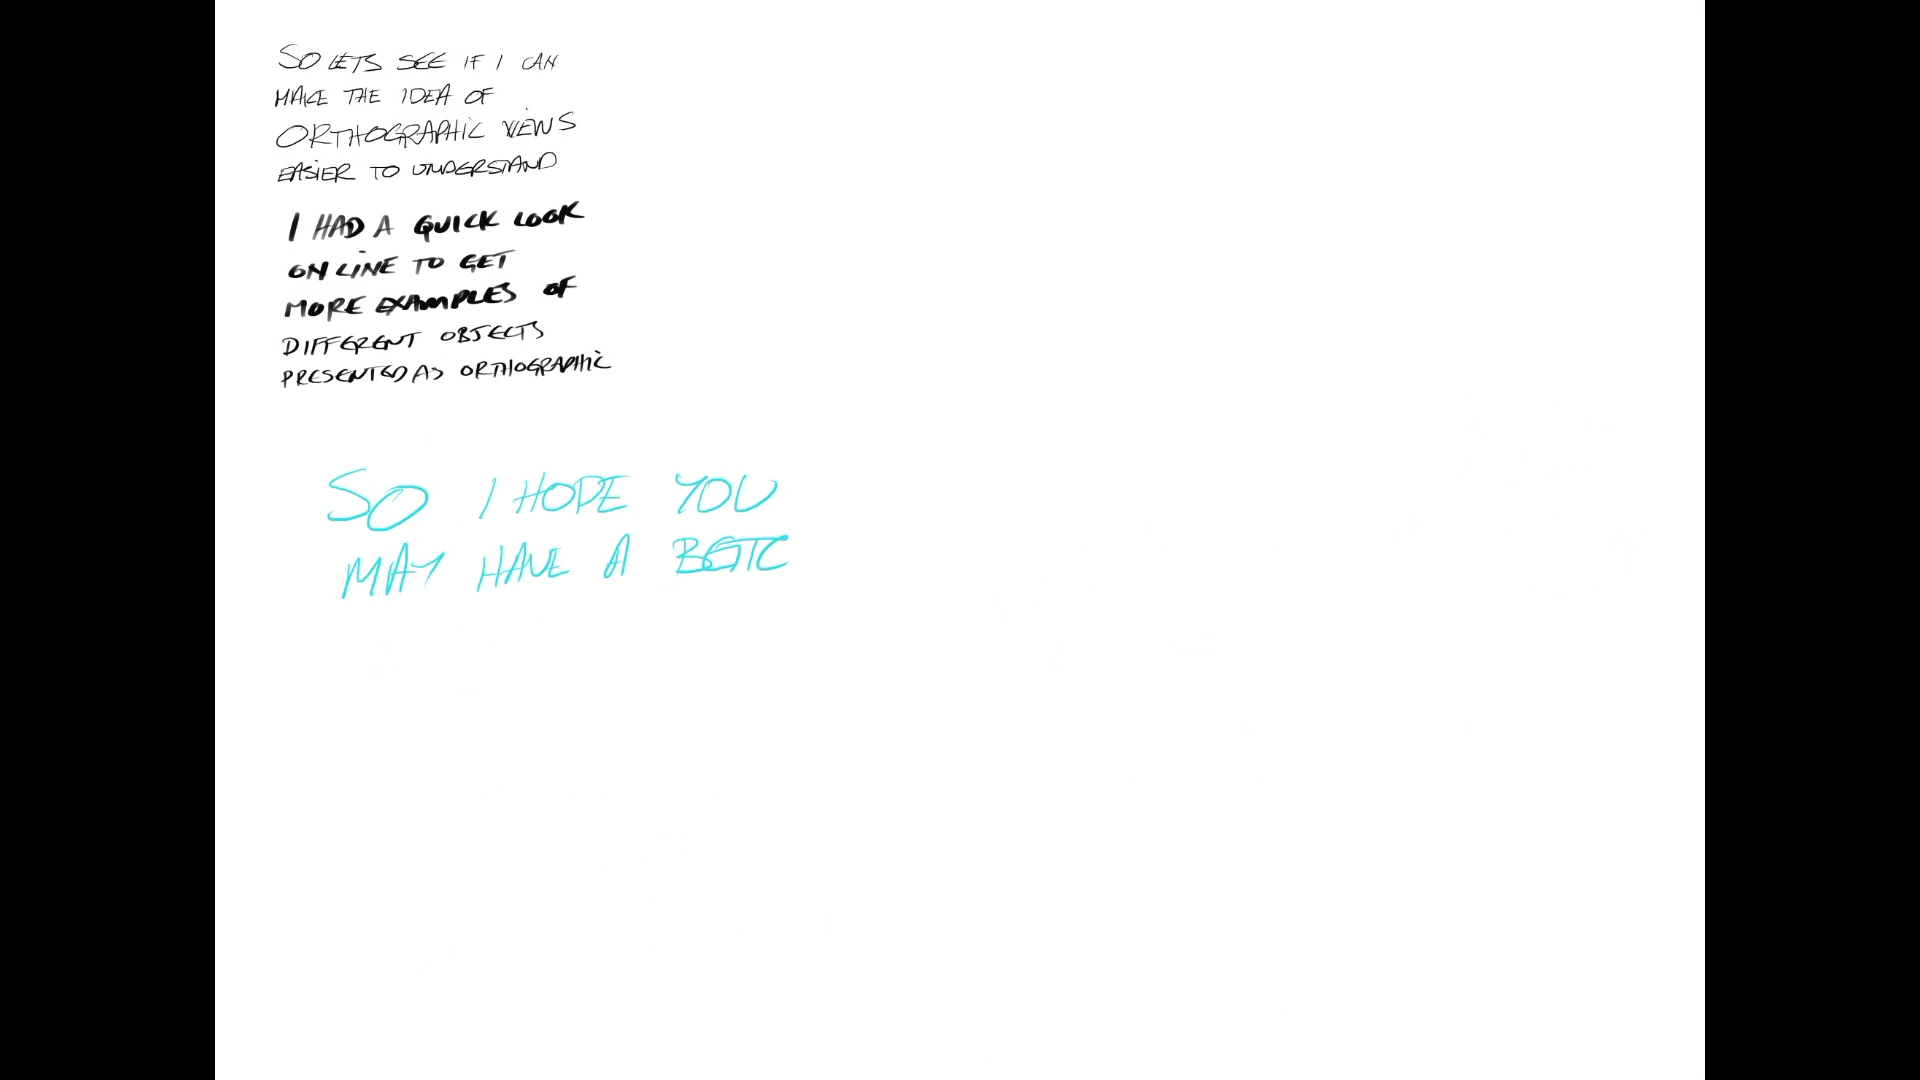 SO LETS SEE IF I CAN
MAKE THE IDEA OF
ORTHOGRAPHIC VIEWS
EASIER TO UNDERSTAND
I HAD A QUICK LOOK
ON LINE TO GET
MORE EXAMPLES OF
DIFFERENT OBJECTS
PRESENTED AS ORTHOGRAPHIC
SO I HOPE YOU
MAY HAVE A BETC